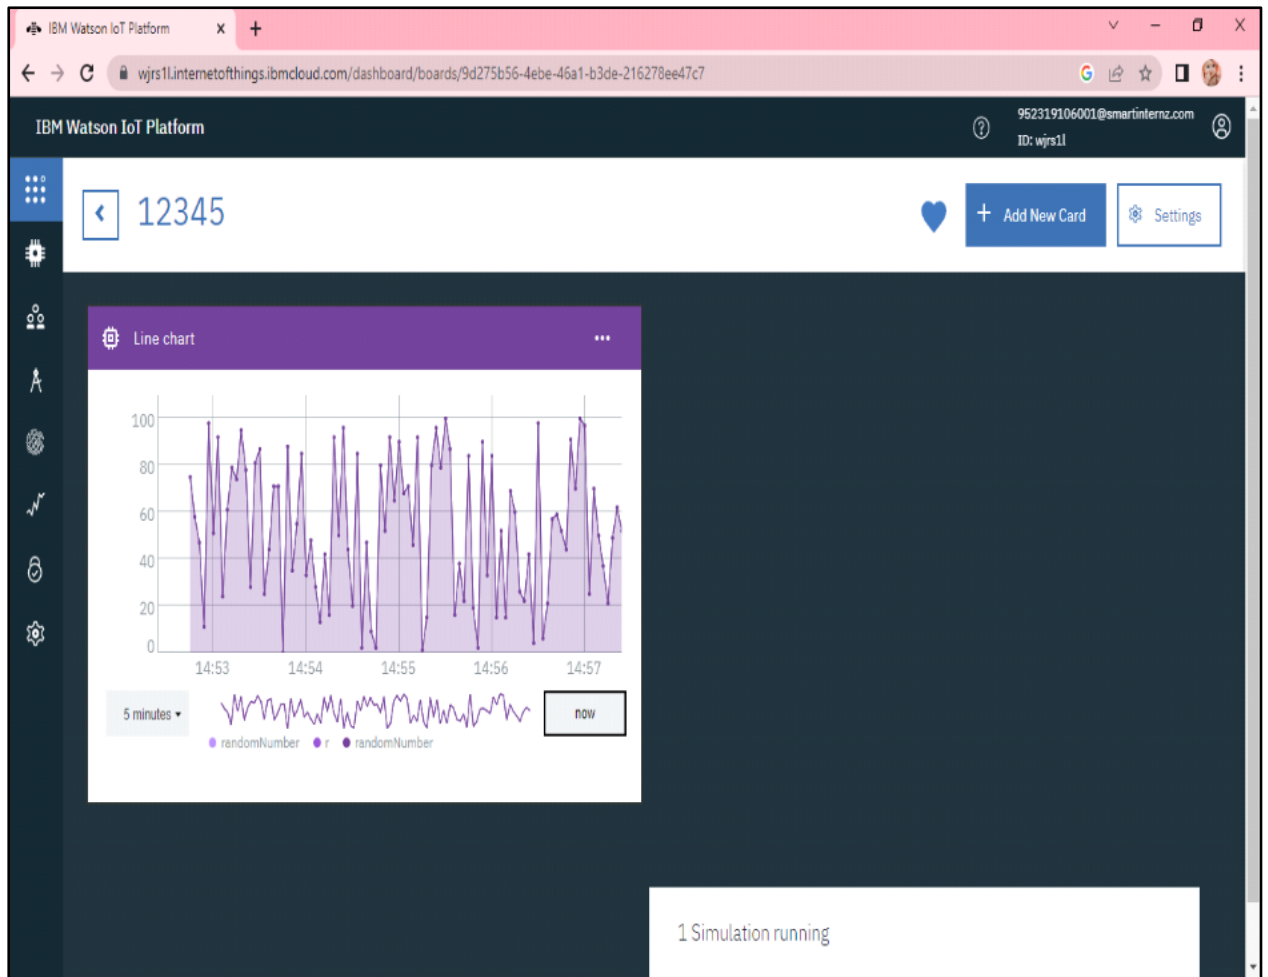 IBM Watson IoT Platform
wjrs1l.internetofthings.ibmcloud.com/dashboard/boards/9d275b56-4ebe-46a1-b3de-216278ee47c7
IBM Watson IoT Platform
952319106001@smartinternz.com
ID: wjrs1l
12345
Add New Card
Settings
Line chart
100
80
60
40
20
0
14:53 14:54 14:55 14:56 14:57
5 minutes
now
randomNumber r randomNumber
1 Simulation running